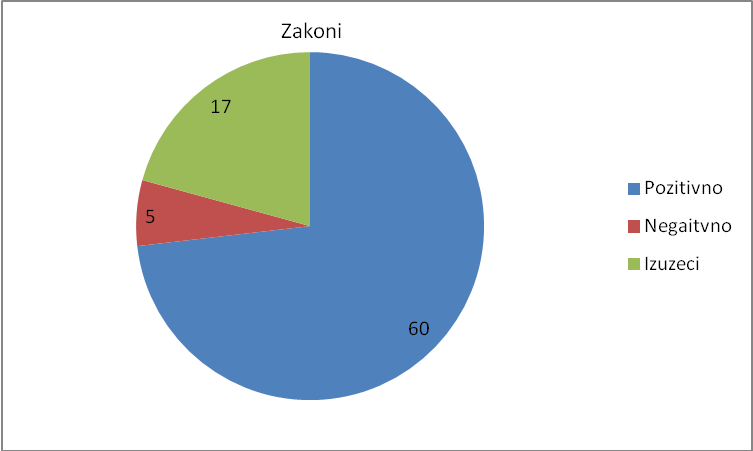 Zakoni
17
5
60
Pozitivno
Negaitvno
Izuzeci